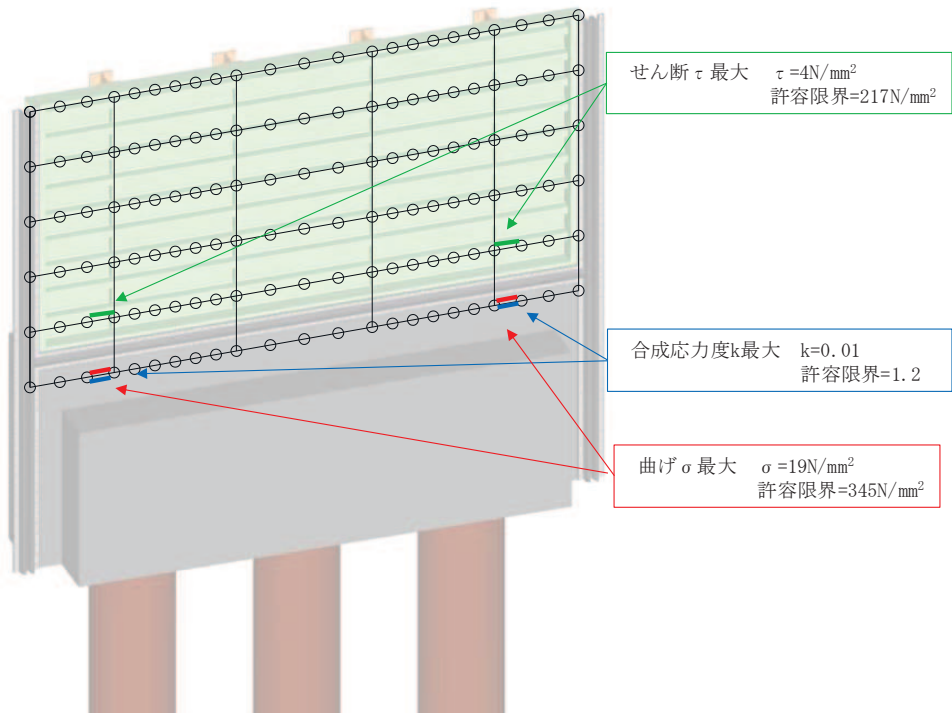 せん断τ最大 τ=4N/mm²
許容限界=217N/mm²
合成応力度k最大 k=0.01
許容限界=1.2
曲げσ最大 σ=19N/mm²
許容限界=345N/mm²